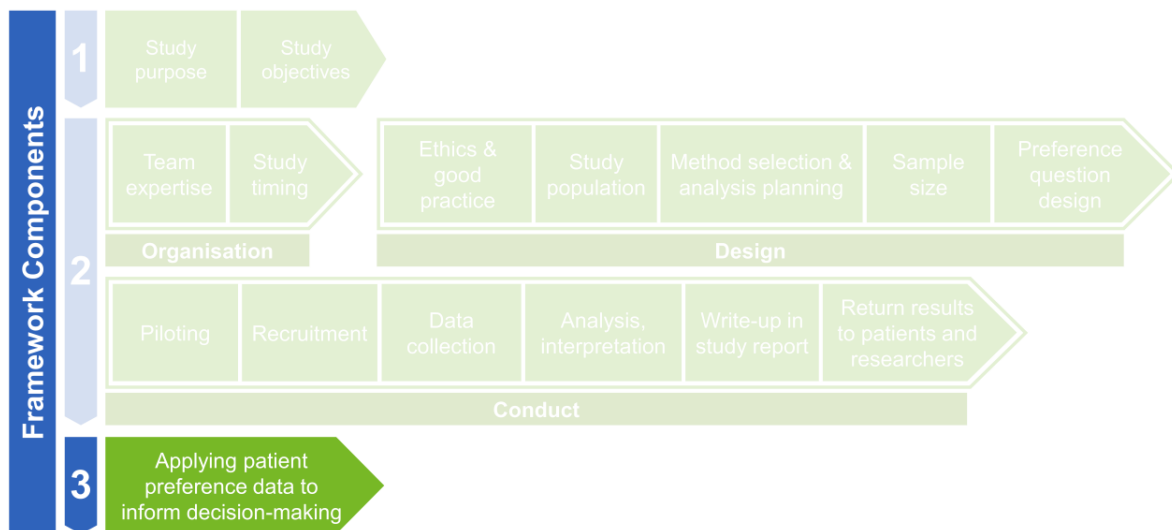 Framework Components
1
Study
purpose
Study
objectives
2
Team
expertise
Study
timing
Organisation
Ethics &
good
practice
Study
population
Method selection &
analysis planning
Sample
size
Preference
question
design
Design
Piloting
Recruitment
Data
collection
Analysis,
interpretation
Write-up in
study report
Return results
to patients and
researchers
Conduct
3
Applying patient
preference data to
inform decision-making